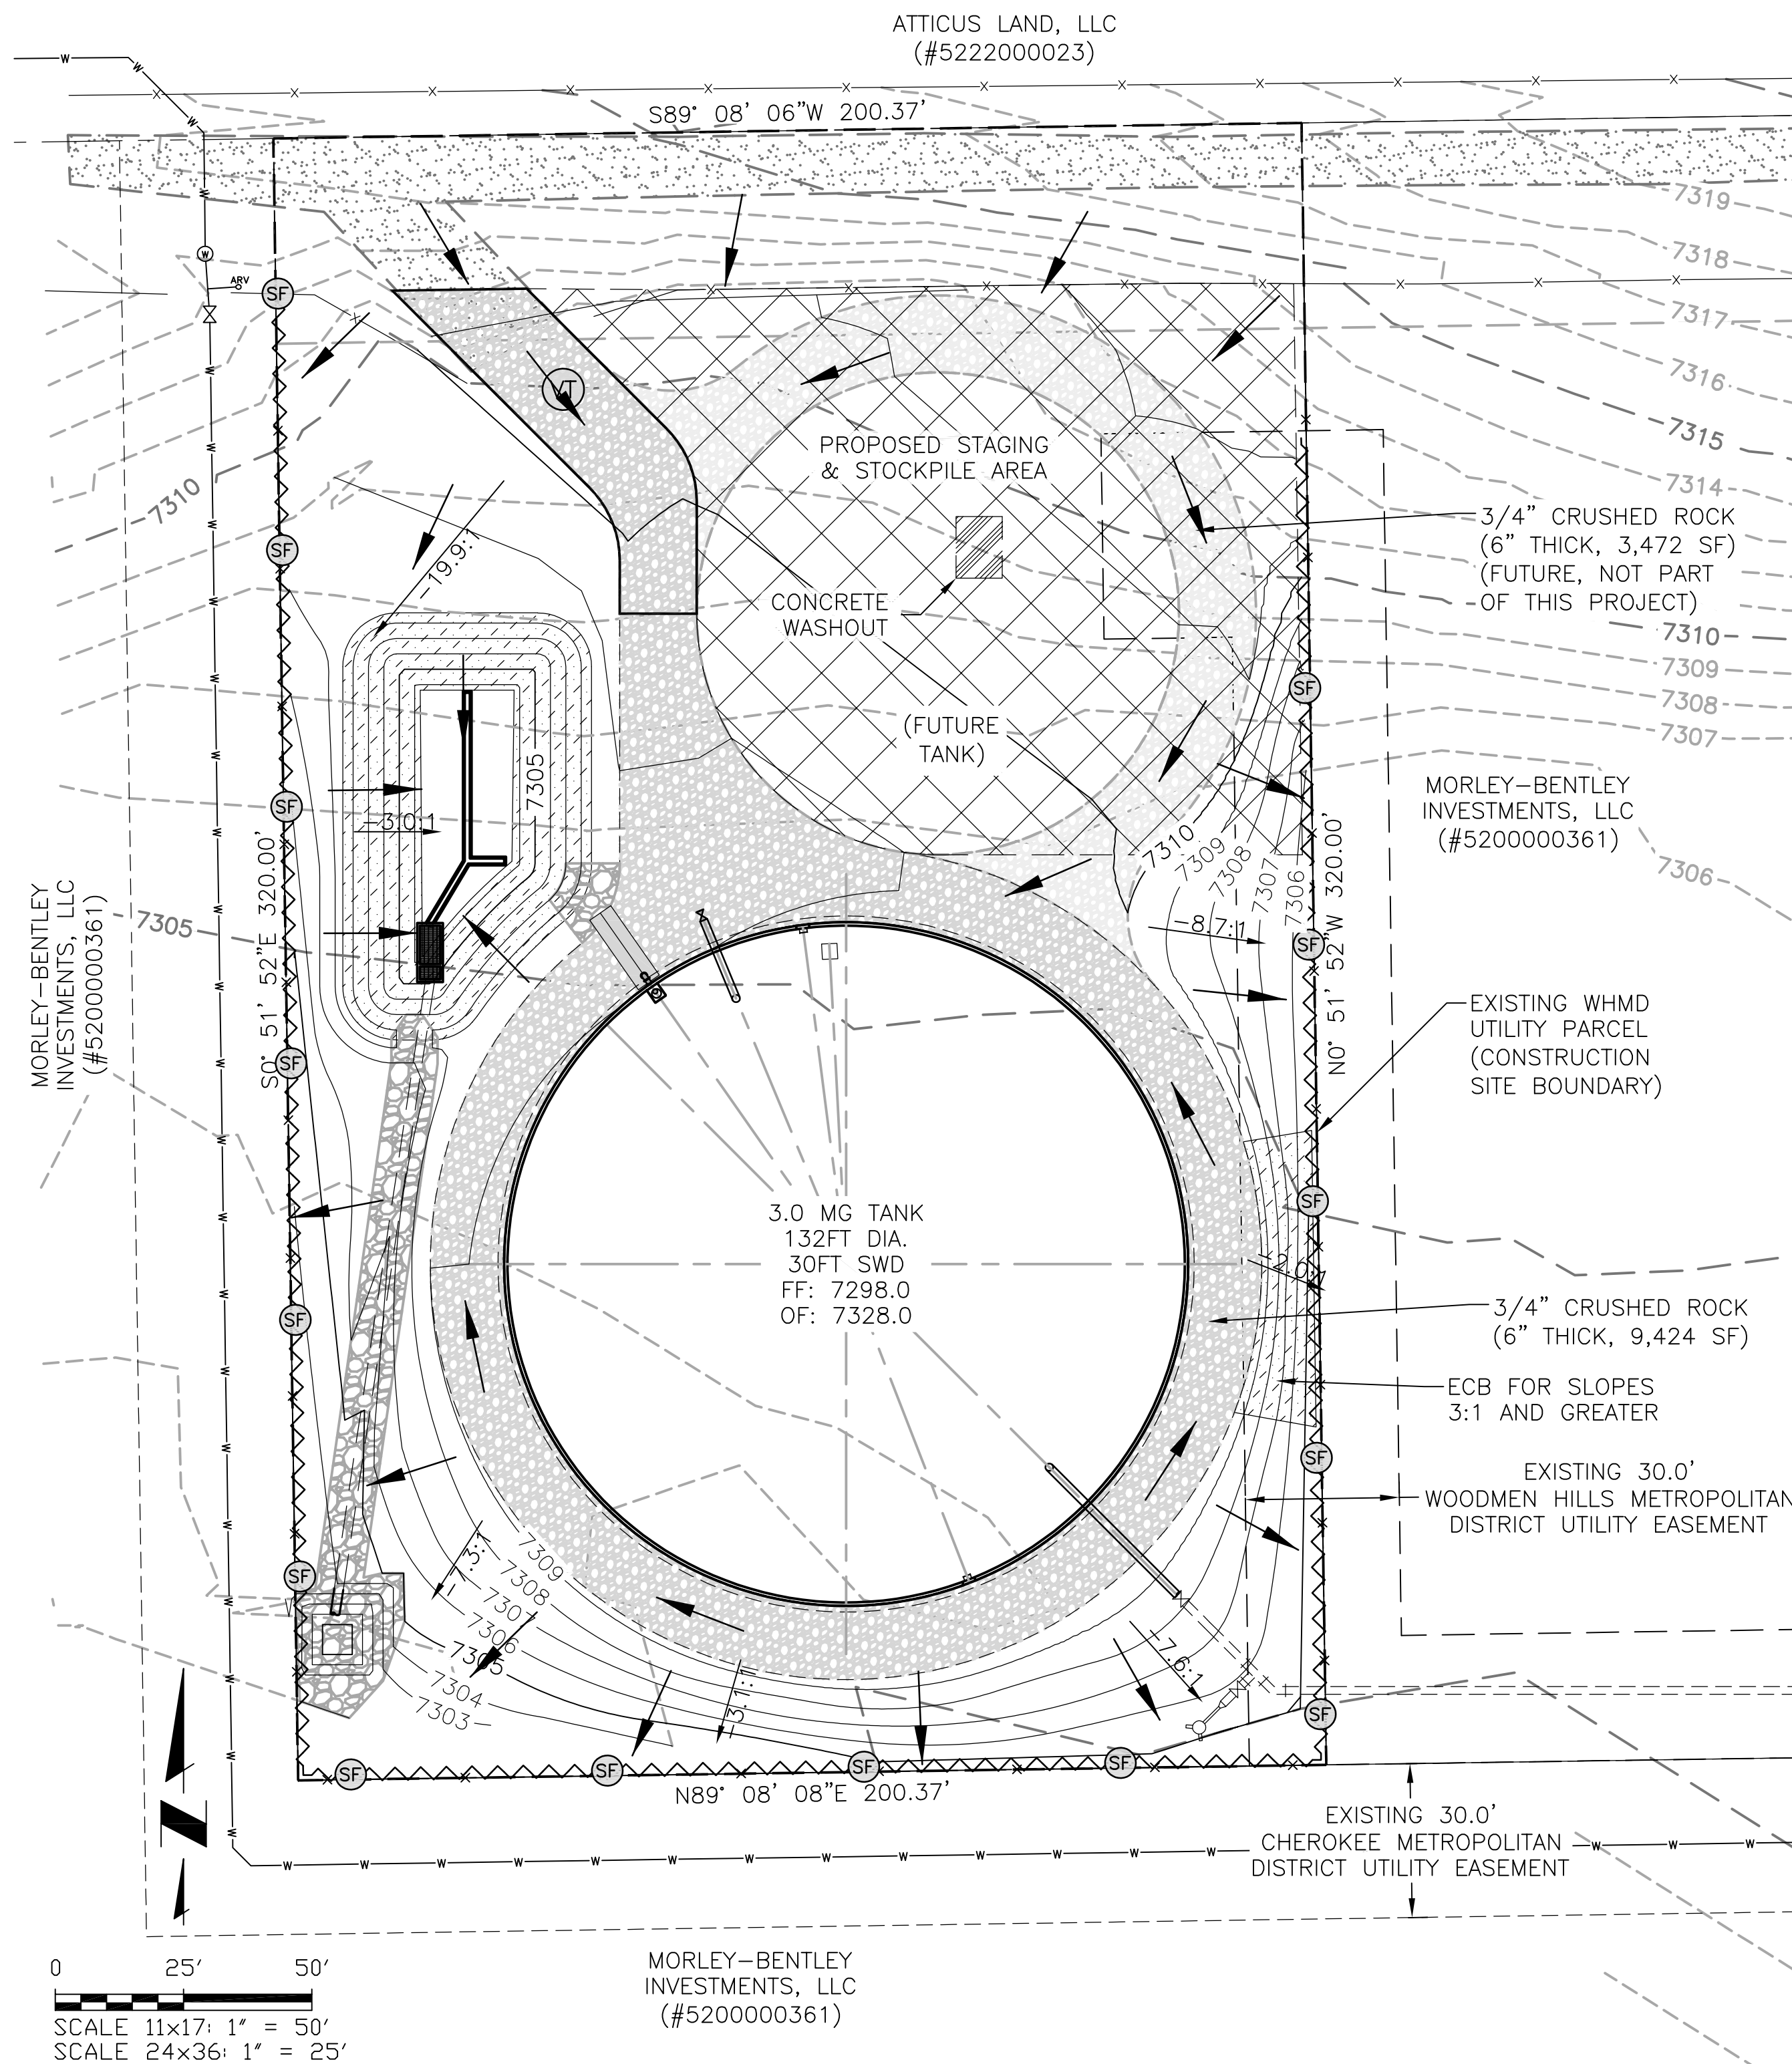 ATTICUS LAND, LLC
(#5222000023)
S89° 08' 06"W 200.37'
W
ARV
SF
VT
7319
7318
7317
7316
7315
7314
7310
7309
7308
7307
7306
PROPOSED STAGING
& STOCKPILE AREA
3/4" CRUSHED ROCK
(6" THICK, 3,472 SF)
(FUTURE, NOT PART
OF THIS PROJECT)
CONCRETE
WASHOUT
(FUTURE
TANK)
7310
19.9:1
3.0:1
7305
7305
MORLEY-BENTLEY
INVESTMENTS, LLC
(#5200000361)
S0° 51' 52"E 320.00'
MORLEY-BENTLEY
INVESTMENTS, LLC
(#5200000361)
N0° 51' 52"W 320.00'
7310
7309
7308
7307
7306
8.7:1
EXISTING WHMD
UTILITY PARCEL
(CONSTRUCTION
SITE BOUNDARY)
3.0 MG TANK
132FT DIA.
30FT SWD
FF: 7298.0
OF: 7328.0
3/4" CRUSHED ROCK
(6" THICK, 9,424 SF)
ECB FOR SLOPES
3:1 AND GREATER
EXISTING 30.0'
WOODMEN HILLS METROPOLITAN
DISTRICT UTILITY EASEMENT
7309
7308
7307
7306
7305
7304
7303
3.1:1
7.6:1
N89° 08' 08"E 200.37'
EXISTING 30.0'
CHEROKEE METROPOLITAN
DISTRICT UTILITY EASEMENT
MORLEY-BENTLEY
INVESTMENTS, LLC
(#5200000361)
0 25' 50'
SCALE 11x17: 1" = 50'
SCALE 24x36: 1" = 25'